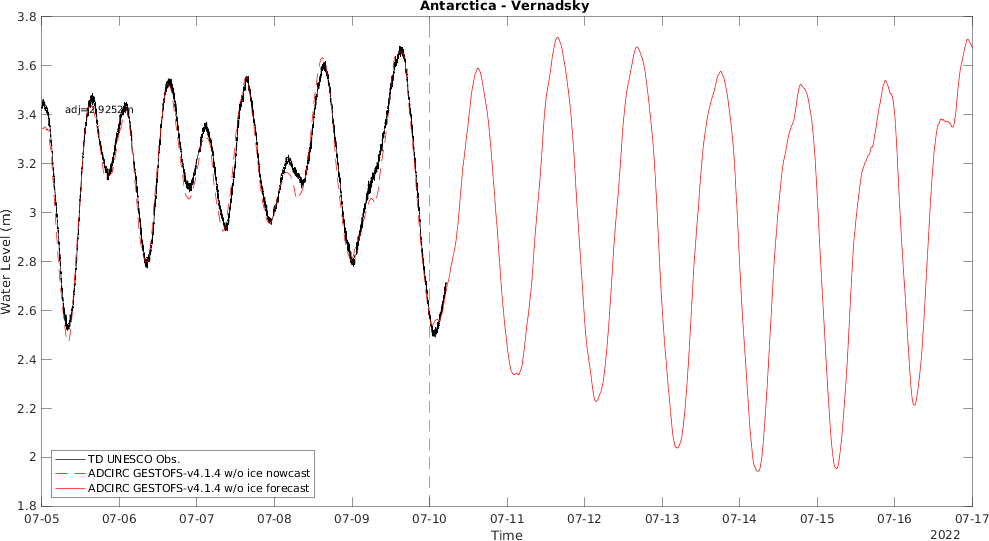 Antarctica - Vernadsky
Water Level (m)
3.8
3.6
3.4
3.2
3
2.8
2.6
2.4
2.2
2
1.8
TD UNESCO Obs.
ADCIRC GESTOFS-v4.1.4 w/o ice nowcast
ADCIRC GESTOFS-v4.1.4 w/o ice forecast
07-05 07-06 07-07 07-08 07-09 07-10 07-11 07-12 07-13 07-14 07-15 07-16 07-17
Time
2022